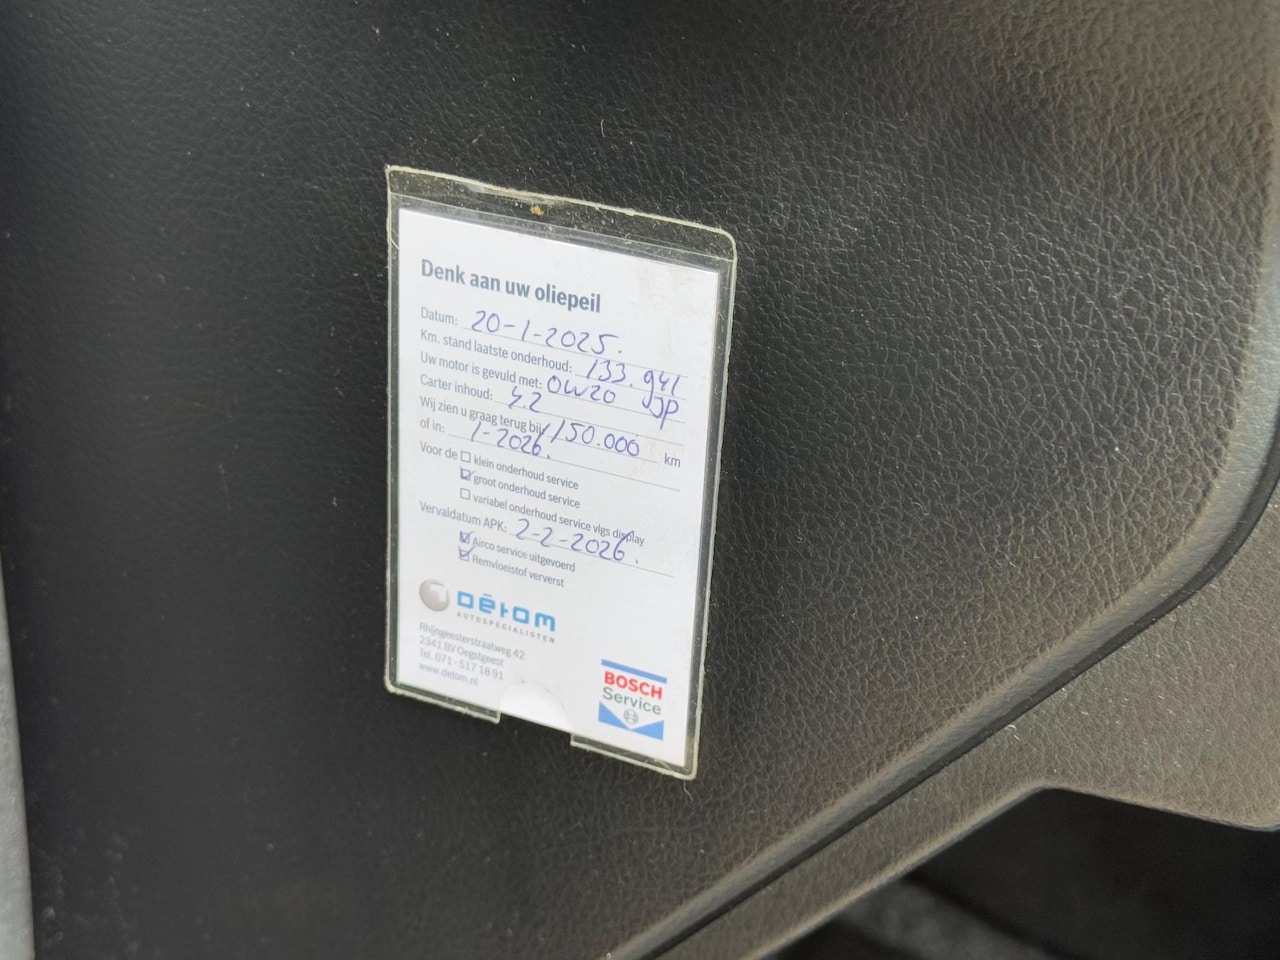 Denk aan uw oliepeil
Datum: 20-1-2025.
Km. stand laatste onderhoud: 133.941
Uw motor is gevuld met: 0W20 JP
Carter inhoud: 4.2
Wij zien u graag terug bij: 150.000 km
of in: 1-2026.
Voor de klein onderhoud service
groot onderhoud service
variabel onderhoud service vlgs display
Vervaldatum APK: 2-2-2026.
Airco service uitgevoerd
Remvloeistof ververst
DéTOM
AUTOSPECIALISTEN
Rhijngeesterstraatweg 42
2341 BV Oegstgeest
Tel. 071 - 517 18 91
www.detom.nl
BOSCH
Service